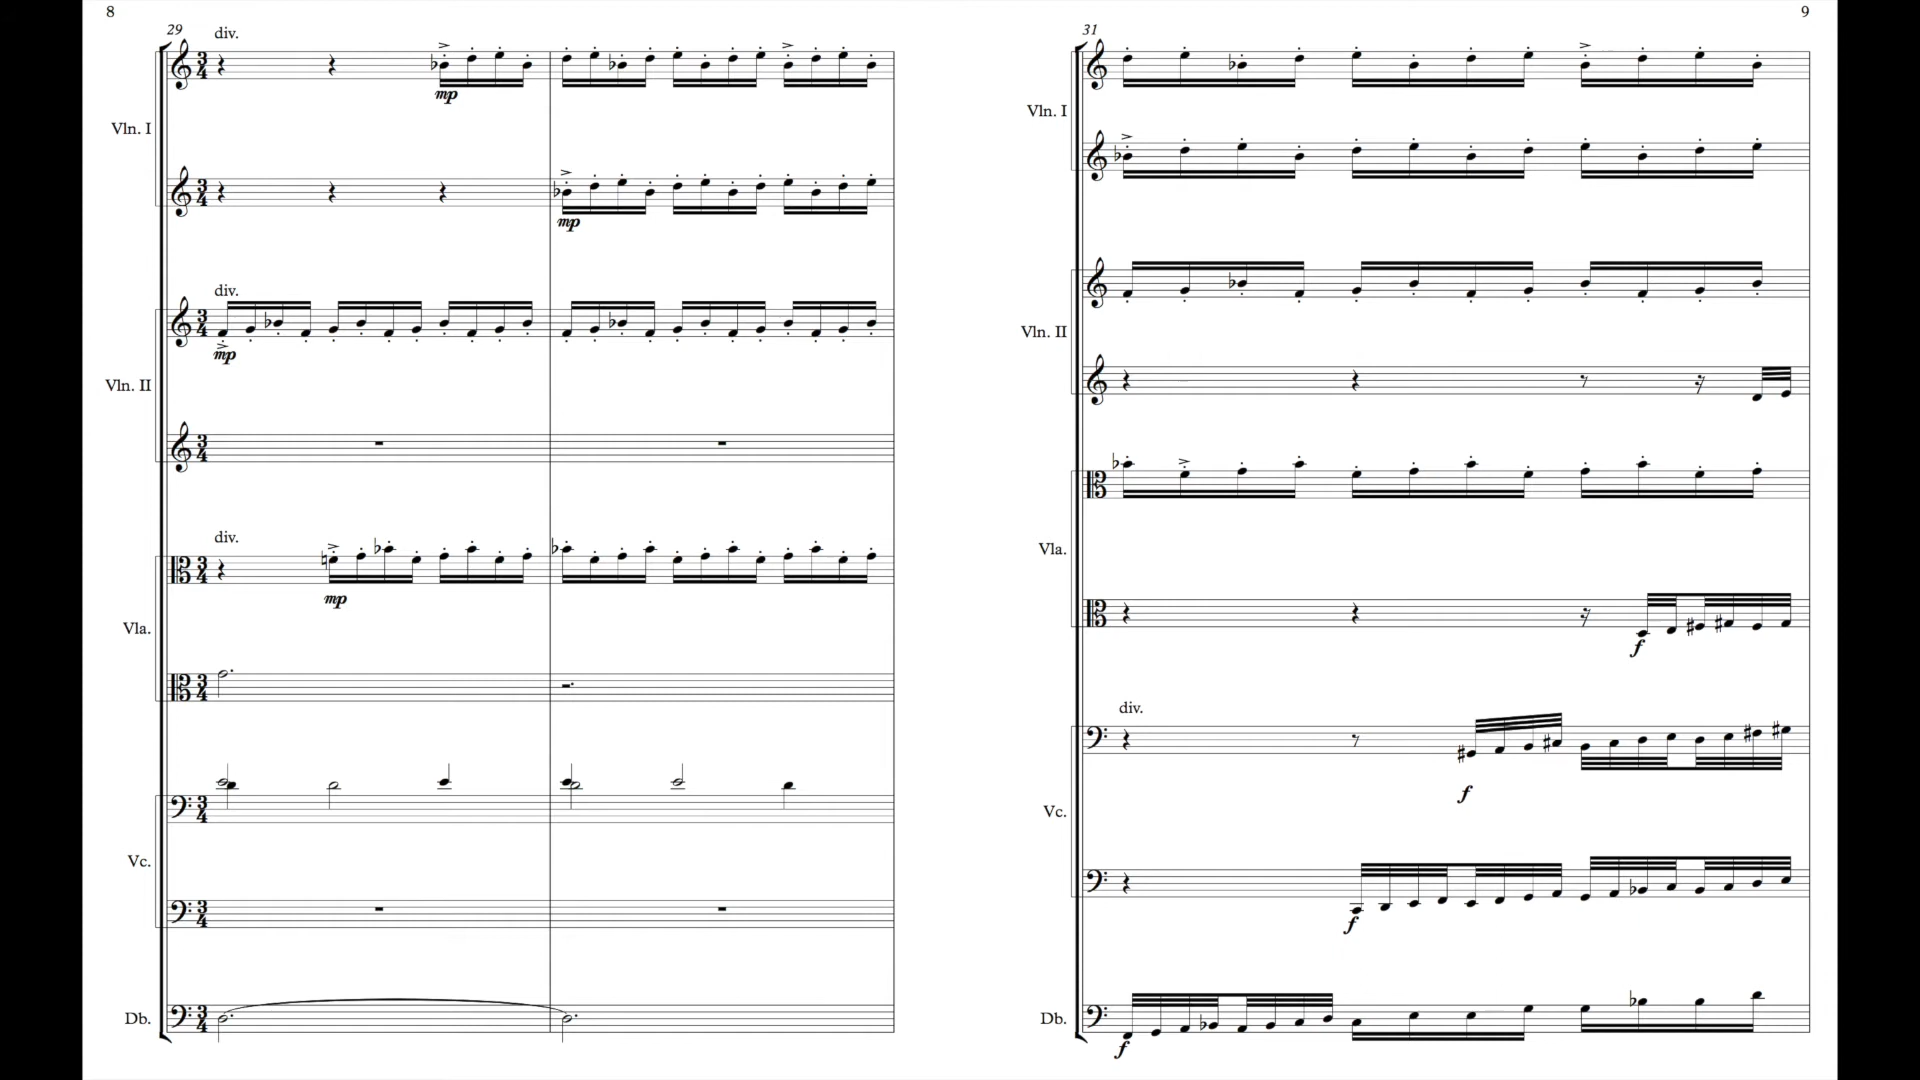 8
29
div.
mp
Vln. I
mp
div.
mp
Vln. II
div.
mp
Vla.
Vc.
Db.
9
31
Vln. I
Vln. II
Vla.
f
div.
f
Vc.
f
Db.
f